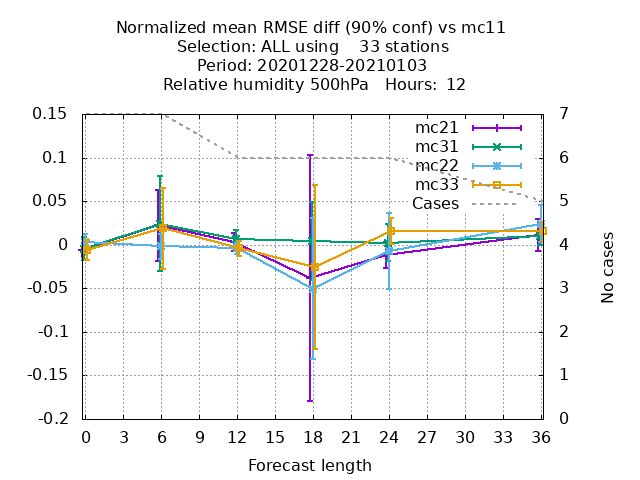 Normalized mean RMSE diff (90% conf) vs mc11
Selection: ALL using    33 stations
Period: 20201228-20210103
Relative humidity 500hPa   Hours:  12
0.15
0.1
0.05
0
-0.05
-0.1
-0.15
-0.2
7
6
5
4
3
2
1
0
mc21
mc31
mc22
mc33
Cases
No cases
0 3 6 9 12 15 18 21 24 27 30 33 36
Forecast length